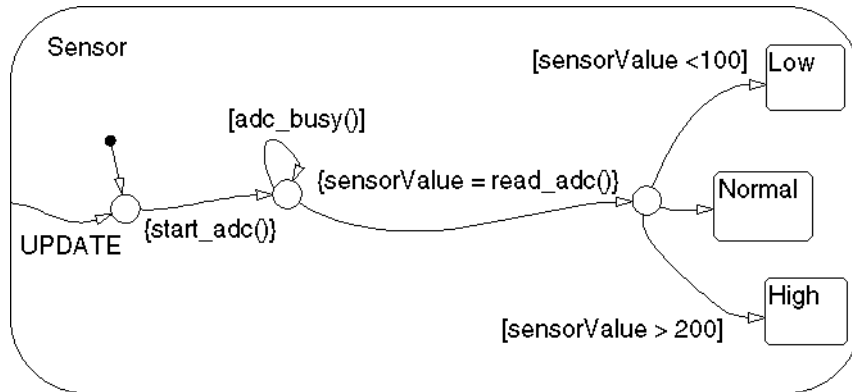 Sensor
[sensorValue <100]
Low
[adc_busy()]
{sensorValue = read_adc()}
Normal
{start_adc()}
UPDATE
High
[sensorValue > 200]